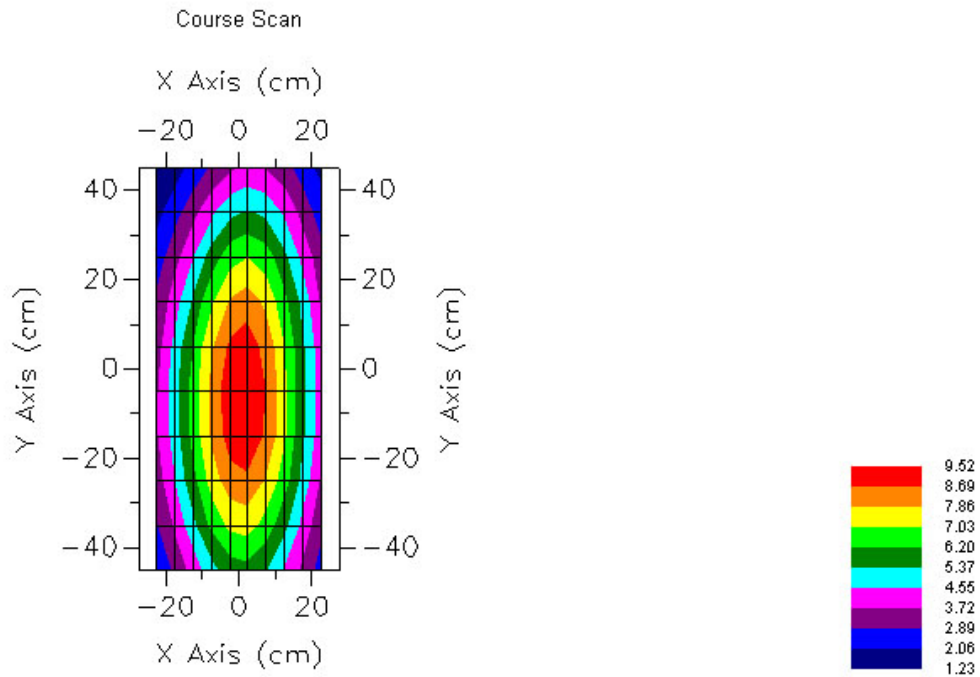 Course Scan
X Axis (cm)
−20 0 20
40 40
20 20
Y Axis (cm) 0 0 Y Axis (cm)
−20 −20
−40 −40
−20 0 20
X Axis (cm)
9.52
8.69
7.86
7.03
6.20
5.37
4.55
3.72
2.89
2.06
1.23